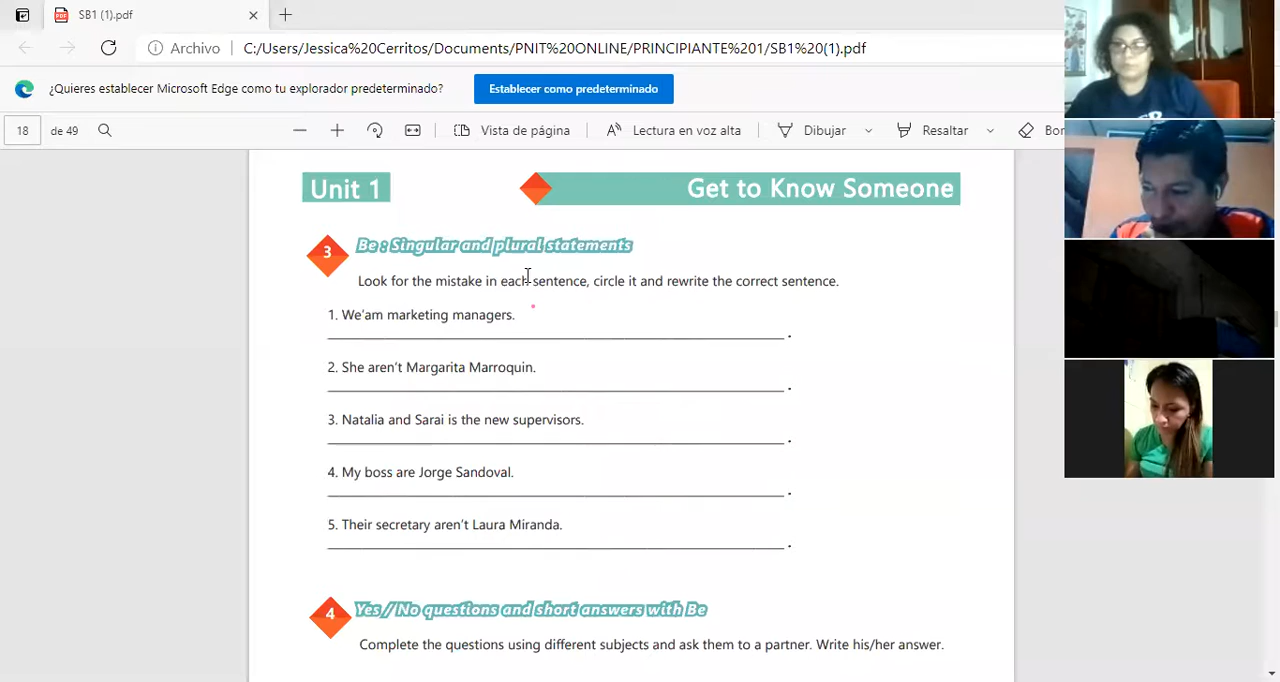 SB1 (1).pdf
Archivo C:/Users/Jessica%20Cerritos/Documents/PNIT%20ONLINE/PRINCIPIANTE%201/SB1%20(1).pdf
¿Quieres establecer Microsoft Edge como tu explorador predeterminado? Establecer como predeterminado
18 de 49 Vista de página Lectura en voz alta Dibujar Resaltar Bor
Unit 1 Get to Know Someone
3 Be : Singular and plural statements
Look for the mistake in each sentence, circle it and rewrite the correct sentence.
1. We'am marketing managers.
2. She aren't Margarita Marroquin.
3. Natalia and Sarai is the new supervisors.
4. My boss are Jorge Sandoval.
5. Their secretary aren't Laura Miranda.
4 Yes / No questions and short answers with Be
Complete the questions using different subjects and ask them to a partner. Write his/her answer.